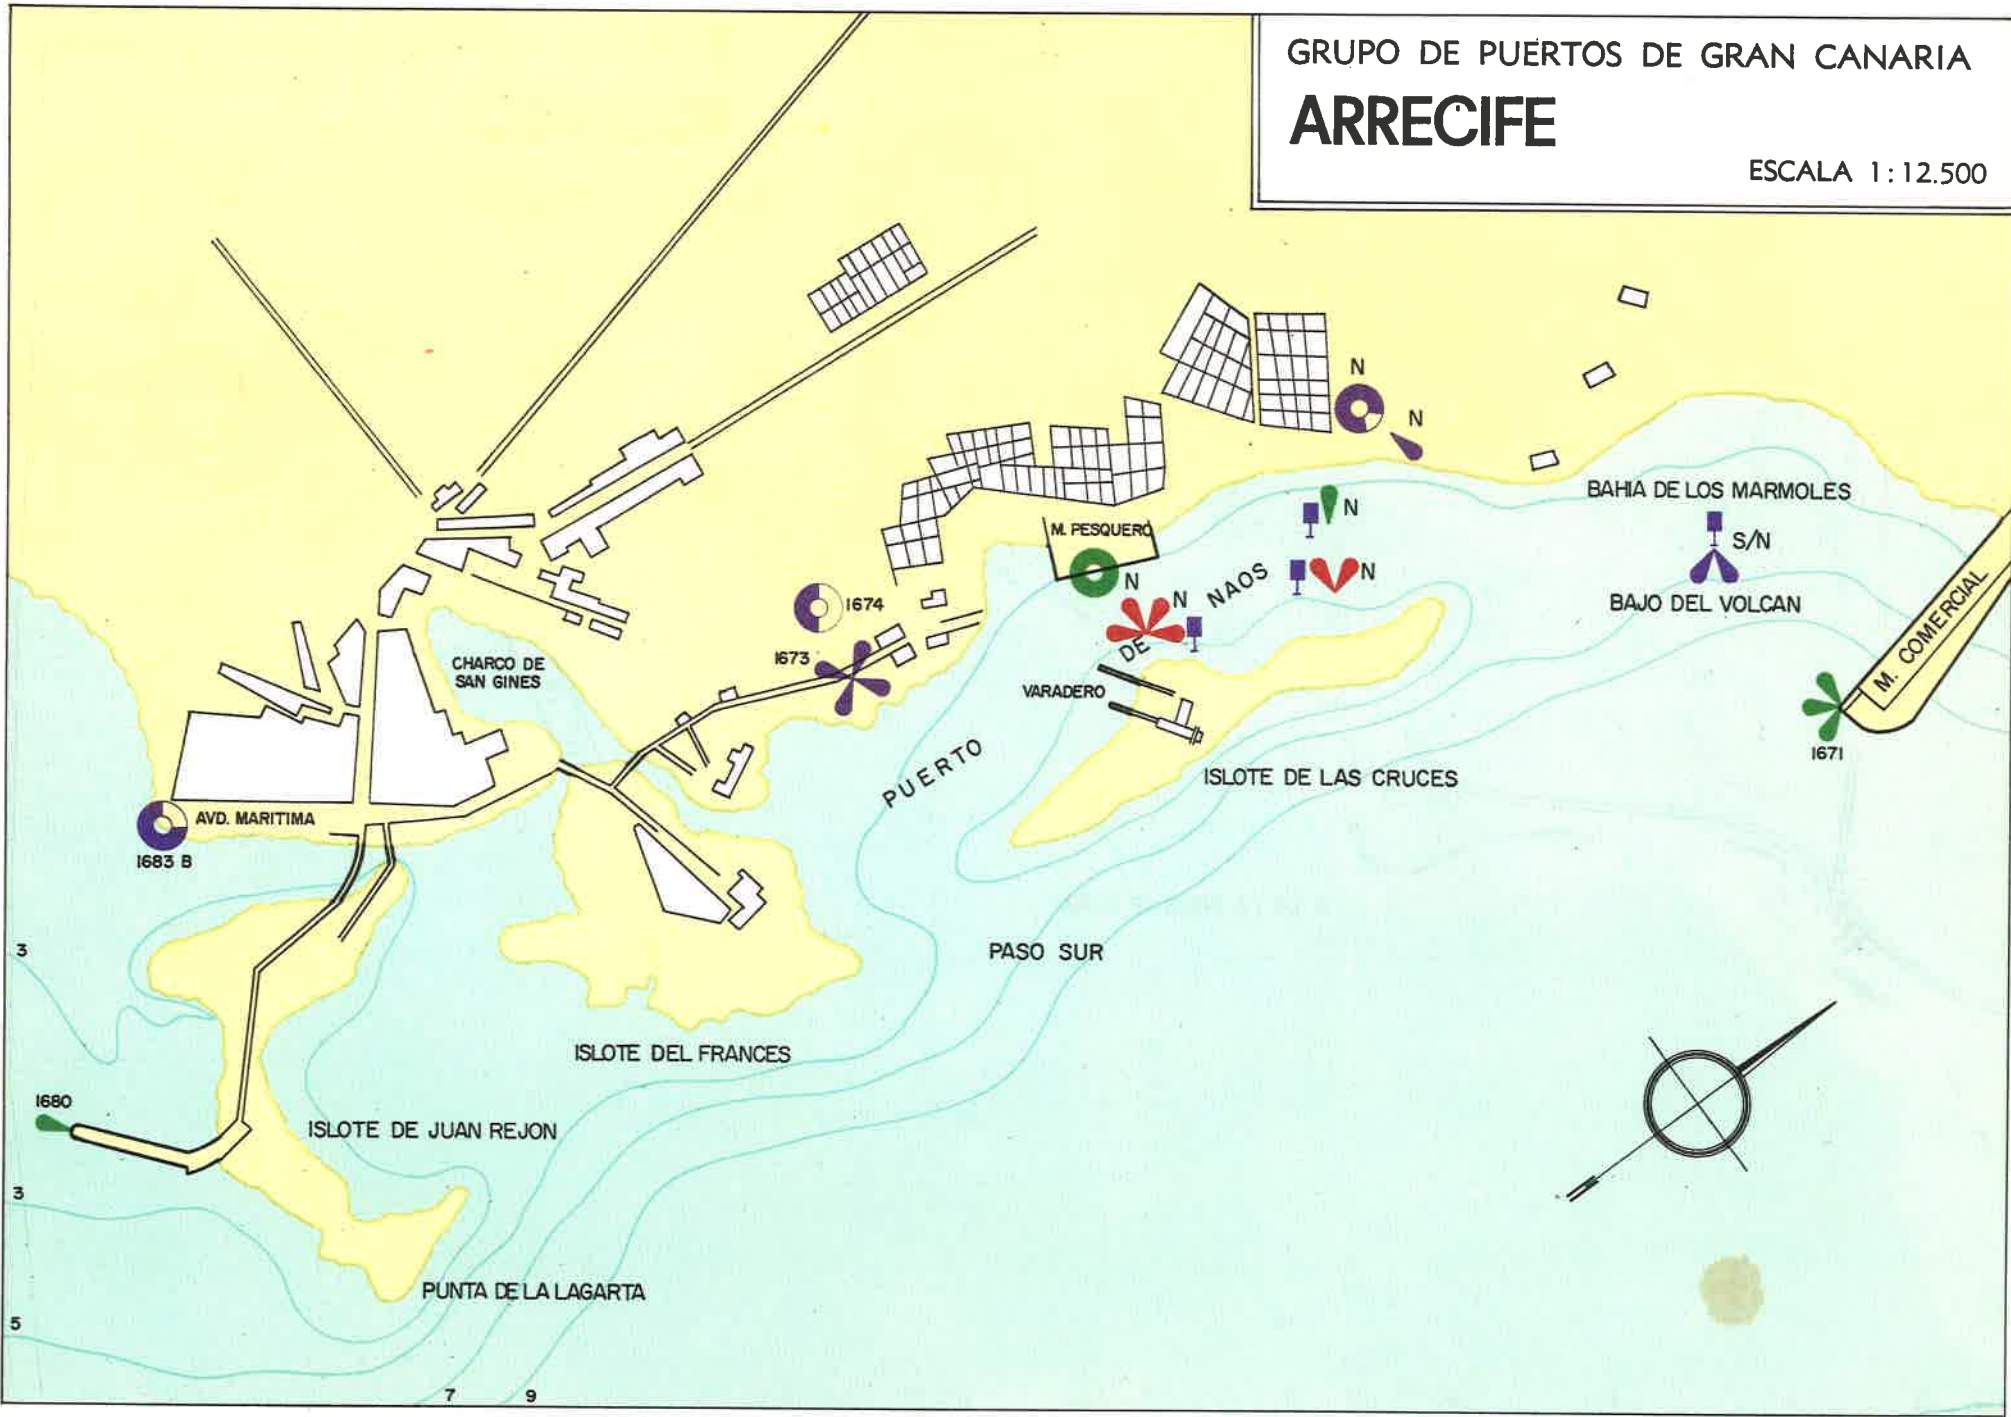 GRUPO DE PUERTOS DE GRAN CANARIA
ARRECIFE
ESCALA 1:12.500
N
N
BAHIA DE LOS MARMOLES
N
M. PESQUERO
S/N
N
N
N
PUERTO DE NAOS
BAJO DEL VOLCAN
1674
M. COMERCIAL
CHARCO DE
SAN GINES
1673
VARADERO
1671
ISLOTE DE LAS CRUCES
AVD. MARITIMA
1683 B
3
PASO SUR
ISLOTE DEL FRANCES
1680
ISLOTE DE JUAN REJON
3
PUNTA DE LA LAGARTA
5
7
9